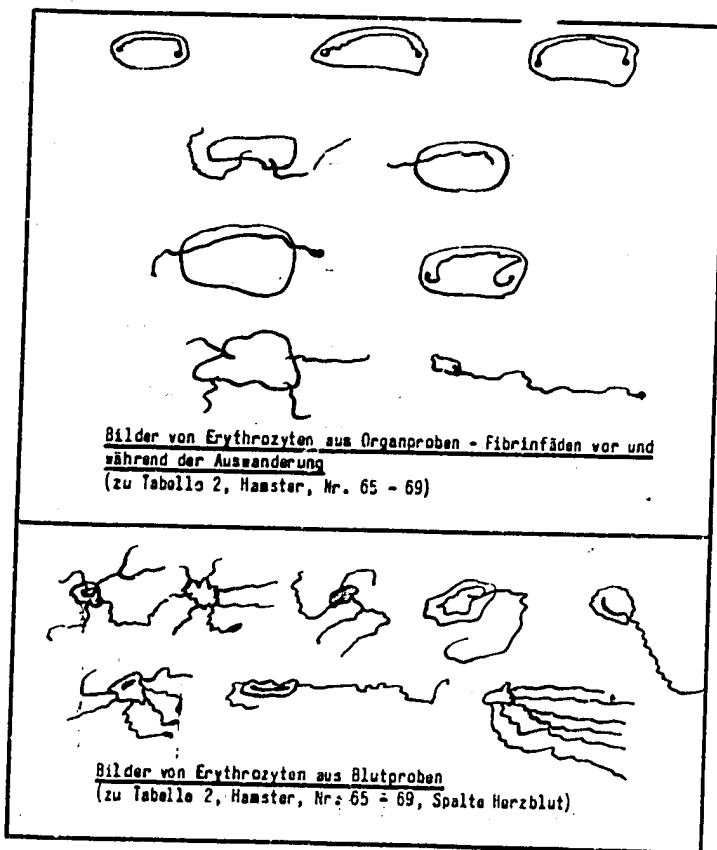 Bilder von Erythrozyten aus Organproben - Fibrinfäden vor und
während der Auswanderung
(zu Tabelle 2, Hamster, Nr. 65 - 69)
Bilder von Erythrozyten aus Blutproben
(zu Tabelle 2, Hamster, Nr. 65 - 69, Spalte Herzblut)